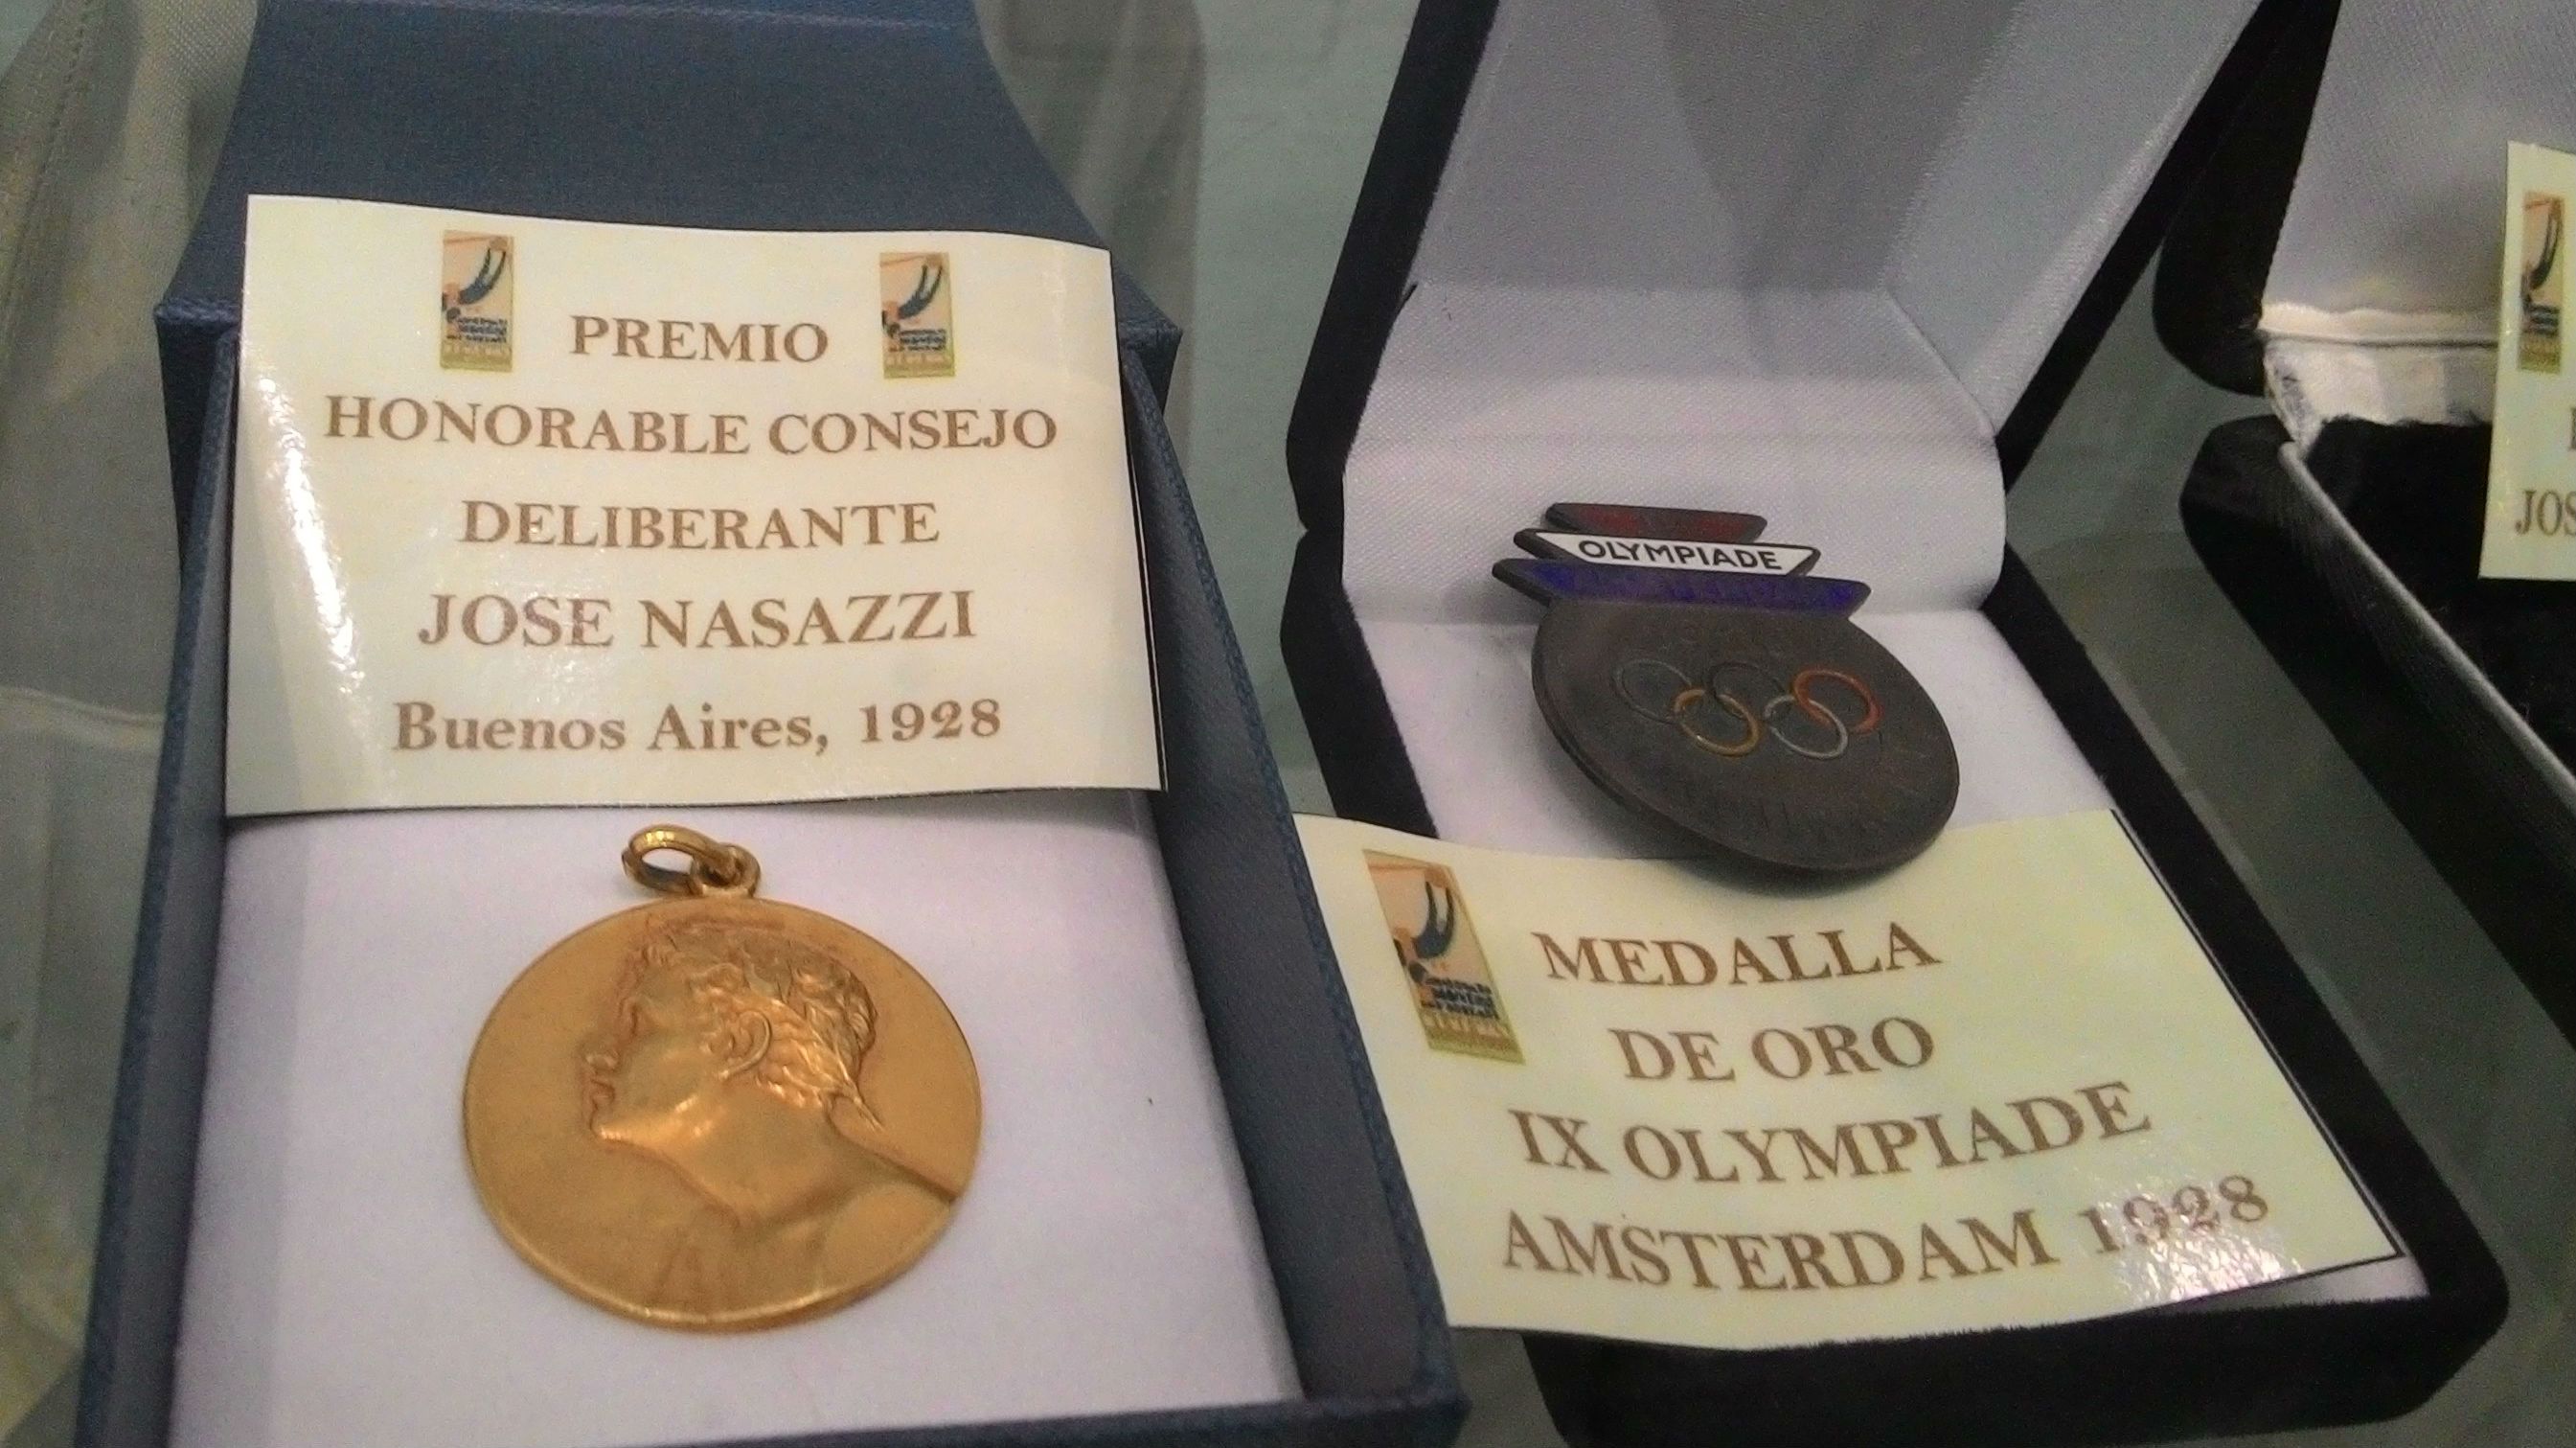 PREMIO
HONORABLE CONSEJO
DELIBERANTE
JOSE NASAZZI
Buenos Aires, 1928
OLYMPIADE
MEDALLA
DE ORO
IX OLYMPIADE
AMSTERDAM 1928